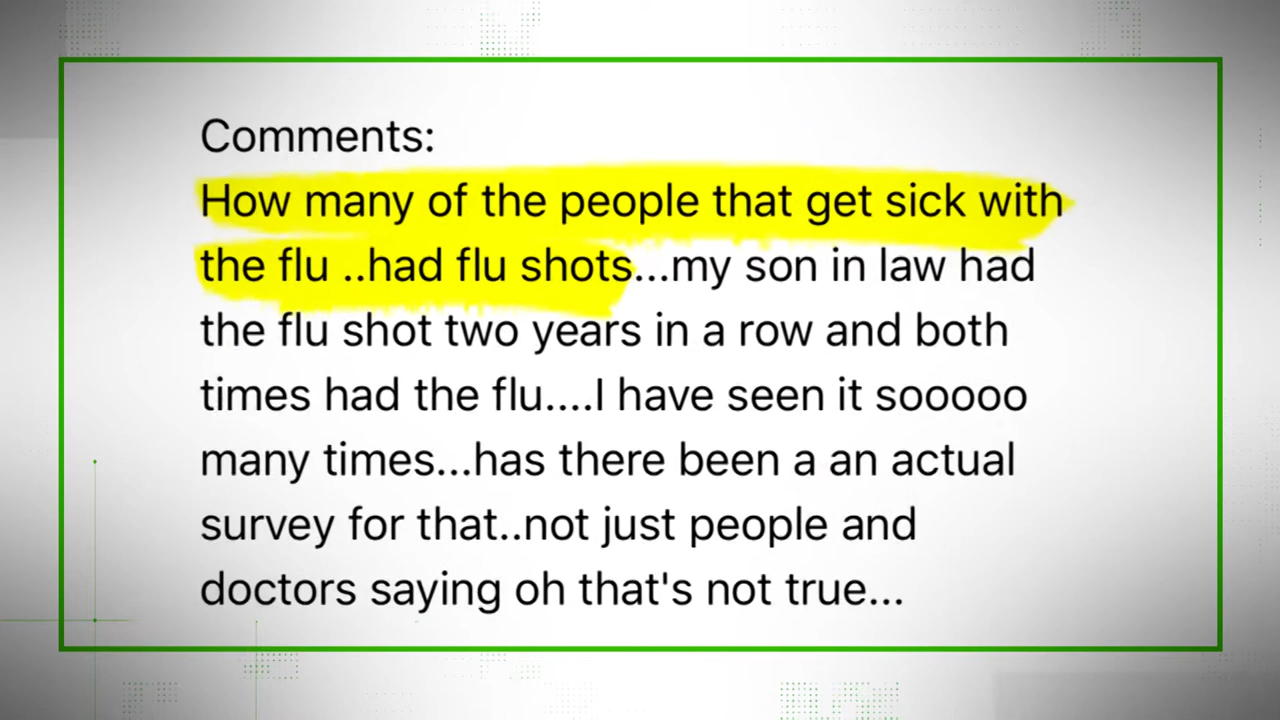 Comments:
How many of the people that get sick with
the flu ..had flu shots...my son in law had
the flu shot two years in a row and both
times had the flu....I have seen it sooooo
many times...has there been a an actual
survey for that..not just people and
doctors saying oh that's not true...